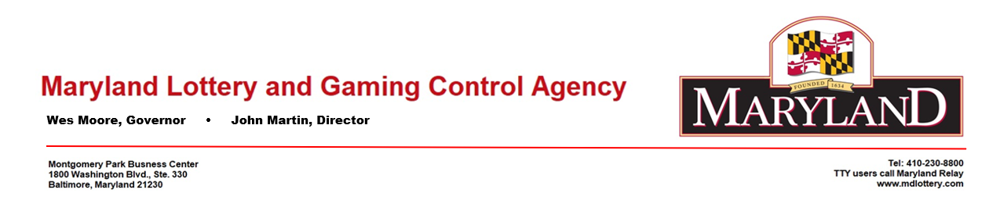 Maryland Lottery and Gaming Control Agency
Wes Moore, Governor • John Martin, Director
FOUNDED 1634
MARYLAND
Montgomery Park Busness Center
1800 Washington Blvd., Ste. 330
Baltimore, Maryland 21230
Tel: 410-230-8800
TTY users call Maryland Relay
www.mdlottery.com